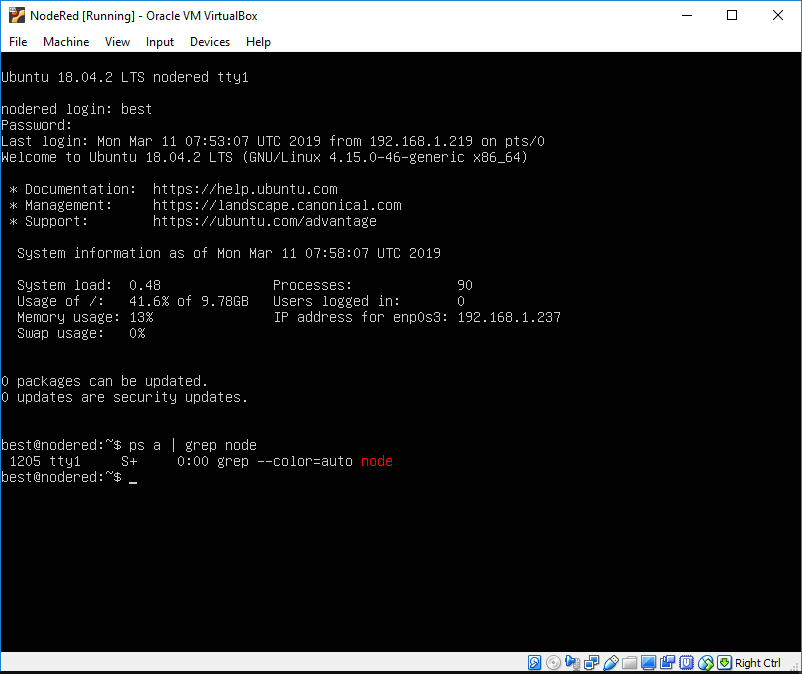 NodeRed [Running] - Oracle VM VirtualBox
File Machine View Input Devices Help
Ubuntu 18.04.2 LTS nodered tty1
nodered login: best
Password:
Last login: Mon Mar 11 07:53:07 UTC 2019 from 192.168.1.219 on pts/0
Welcome to Ubuntu 18.04.2 LTS (GNU/Linux 4.15.0-46-generic x86_64)
* Documentation:  https://help.ubuntu.com
* Management:     https://landscape.canonical.com
* Support:        https://ubuntu.com/advantage
System information as of Mon Mar 11 07:58:07 UTC 2019
System load:  0.48              Processes:             90
Usage of /:   41.6% of 9.78GB   Users logged in:       0
Memory usage: 13%               IP address for enp0s3: 192.168.1.237
Swap usage:   0%
0 packages can be updated.
0 updates are security updates.
best@nodered:~$ ps a | grep node
1205 tty1     S+     0:00 grep --color=auto node
best@nodered:~$ _
Right Ctrl